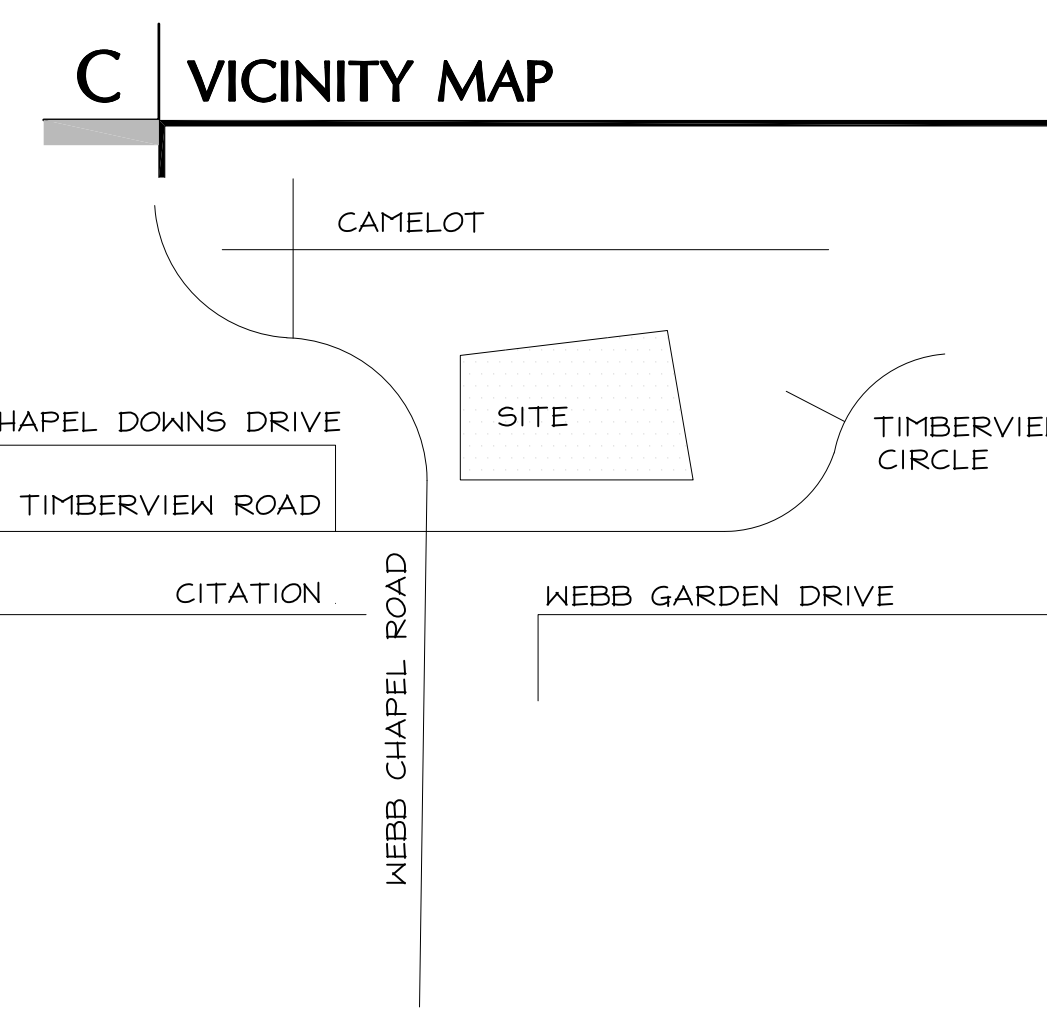 C VICINITY MAP
CAMELOT
SITE
HAPEL DOWNS DRIVE
TIMBERVIE
CIRCLE
TIMBERVIEW ROAD
CITATION
WEBB GARDEN DRIVE
WEBB CHAPEL ROAD